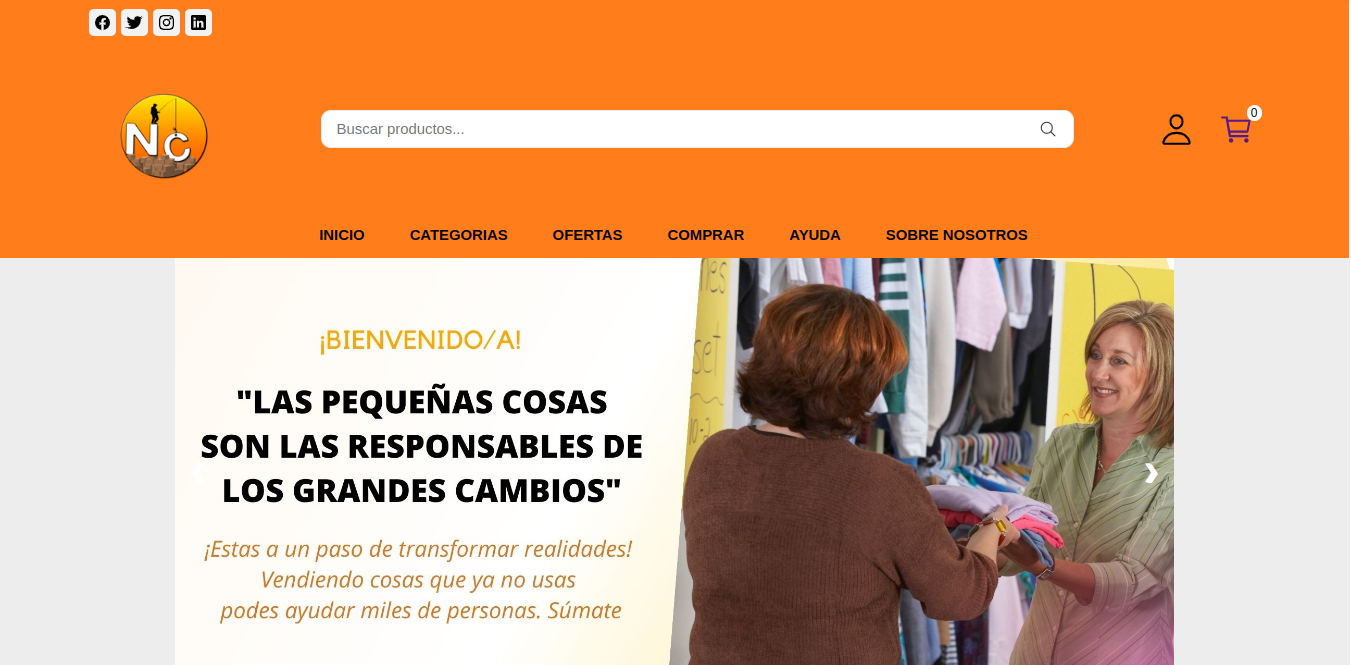 Nc
Buscar productos...
0
INICIO CATEGORIAS OFERTAS COMPRAR AYUDA SOBRE NOSOTROS
¡BIENVENIDO/A!
"LAS PEQUEÑAS COSAS
SON LAS RESPONSABLES DE
LOS GRANDES CAMBIOS"
¡Estas a un paso de transformar realidades!
Vendiendo cosas que ya no usas
podes ayudar miles de personas. Súmate